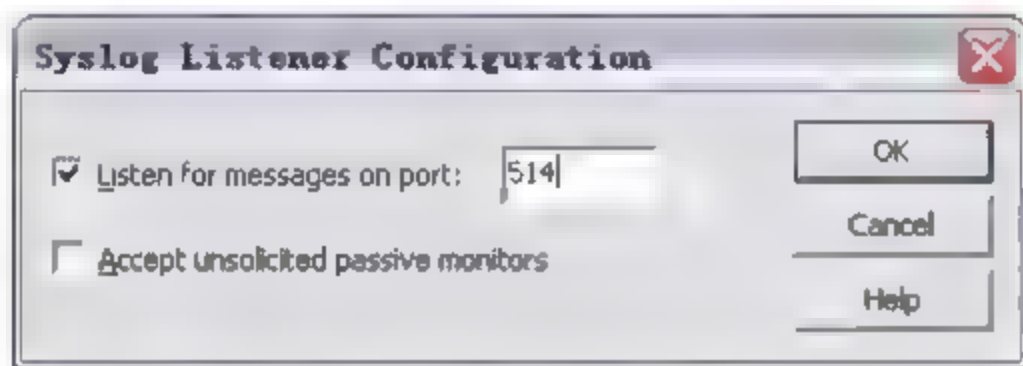 Syslog Listener Configuration
Listen for messages on port: 514
Accept unsolicited passive monitors
OK
Cancel
Help